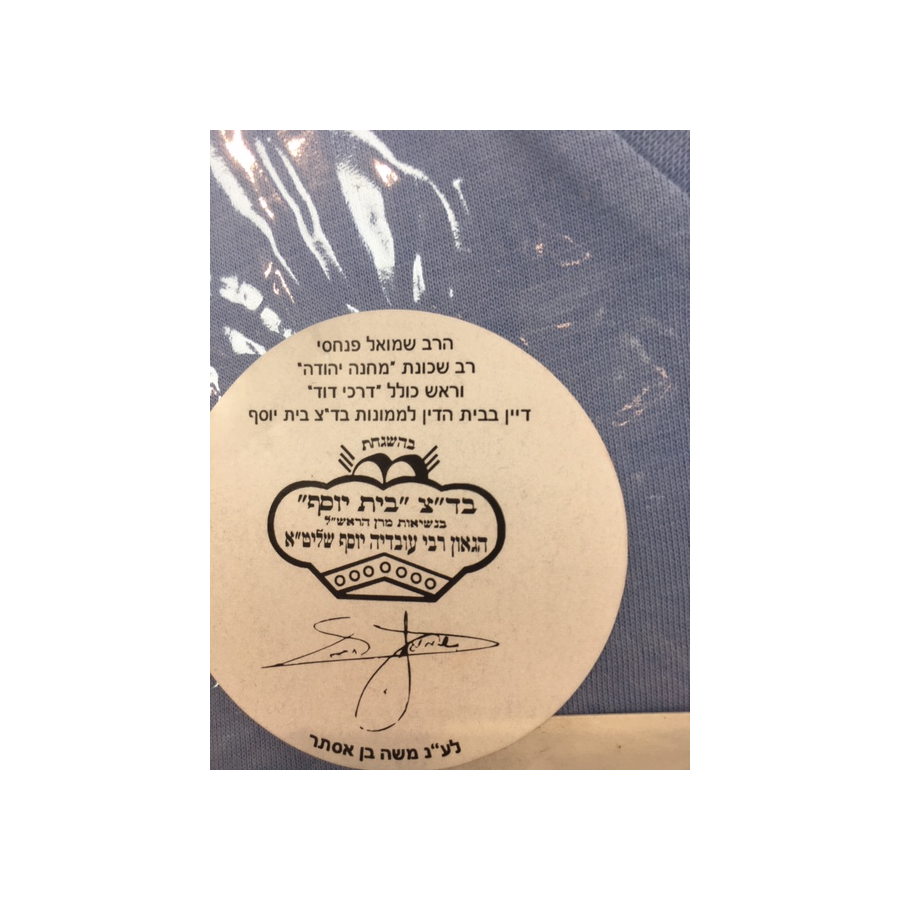 הרב שמואל פנחסי
רב שכונת "מחנה יהודה"
וראש כולל "דרכי דוד"
דיין בבית הדין לממונות בד"צ בית יוסף
בהשגחת
בד"צ "בית יוסף"
בנשיאות מרן הראש"ל
הגאון רבי עובדיה יוסף שליט"א
לע"נ משה בן אסתר